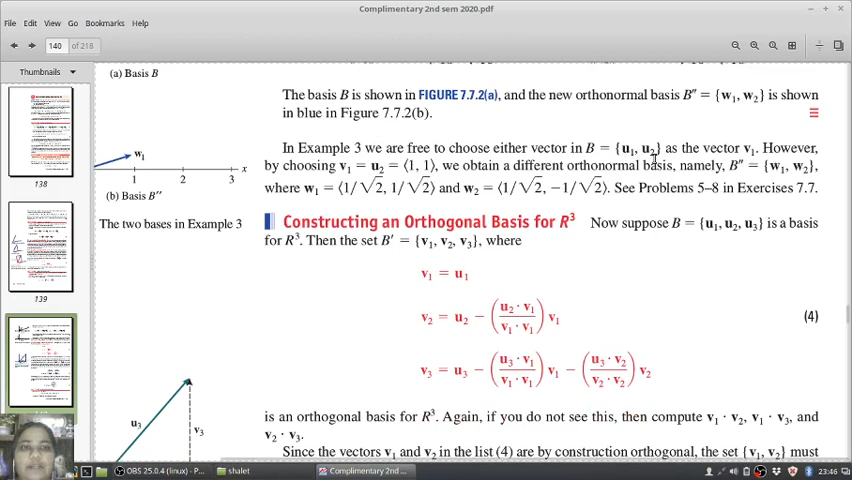 Complimentary 2nd sem 2020.pdf
File Edit View Go Bookmarks Help
140 of 218
Thumbnails
138
139
(a) Basis B
w1
x
1 2 3
(b) Basis B″
The two bases in Example 3
u3
v3
The basis B is shown in FIGURE 7.7.2(a), and the new orthonormal basis B″ = {w1, w2} is shown
in blue in Figure 7.7.2(b).
In Example 3 we are free to choose either vector in B = {u1, u2} as the vector v1. However,
by choosing v1 = u2 = ⟨1, 1⟩, we obtain a different orthonormal basis, namely, B″ = {w1, w2},
where w1 = ⟨1/√2, 1/√2⟩ and w2 = ⟨1/√2, −1/√2⟩. See Problems 5–8 in Exercises 7.7.
Constructing an Orthogonal Basis for R³ Now suppose B = {u1, u2, u3} is a basis
for R³. Then the set B′ = {v1, v2, v3}, where
v1 = u1
v2 = u2 − (u2 · v1 / v1 · v1) v1 (4)
v3 = u3 − (u3 · v1 / v1 · v1) v1 − (u3 · v2 / v2 · v2) v2
is an orthogonal basis for R³. Again, if you do not see this, then compute v1 · v2, v1 · v3, and
v2 · v3.
Since the vectors v1 and v2 in the list (4) are by construction orthogonal, the set {v1, v2} must
OBS 25.0.4 (linux) - P...
shalet
Complimentary 2nd sem 2020...
23:46